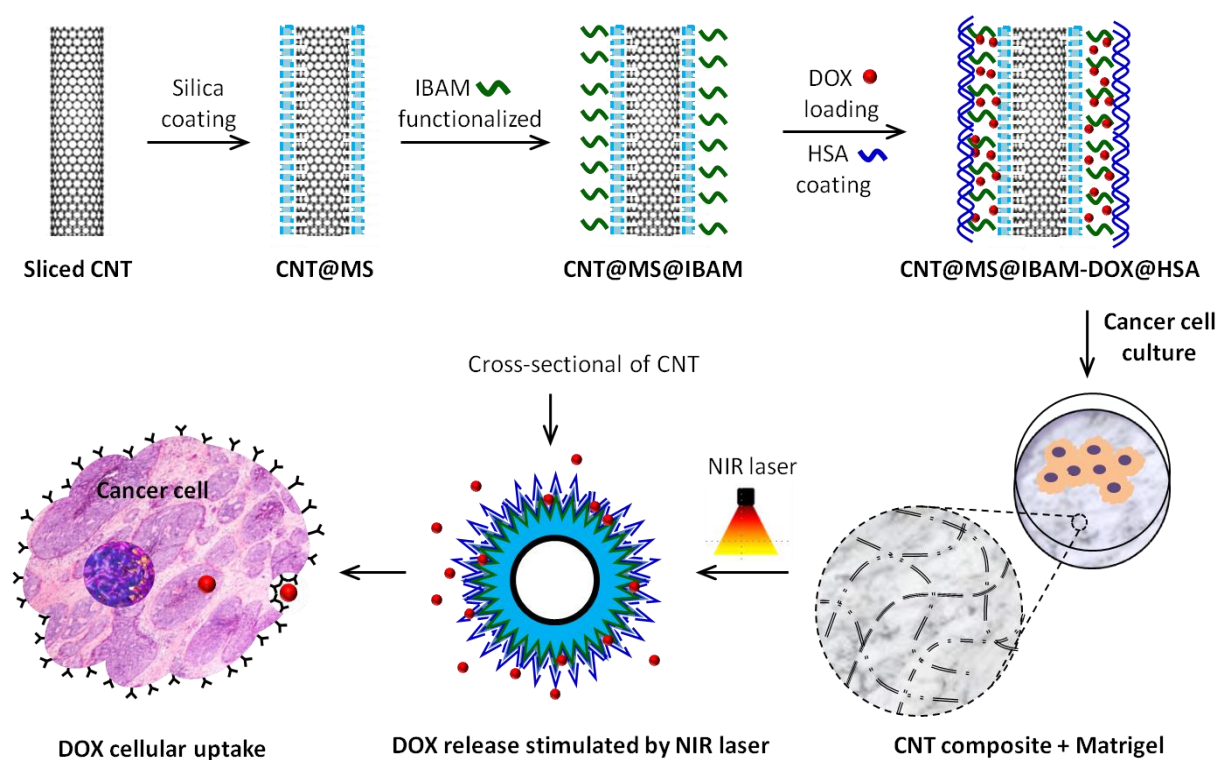 Silica
coating
IBAM
functionalized
DOX
loading
HSA
coating
Sliced CNT
CNT@MS
CNT@MS@IBAM
CNT@MS@IBAM-DOX@HSA
Cancer cell
culture
Cross-sectional of CNT
NIR laser
Cancer cell
DOX cellular uptake
DOX release stimulated by NIR laser
CNT composite + Matrigel